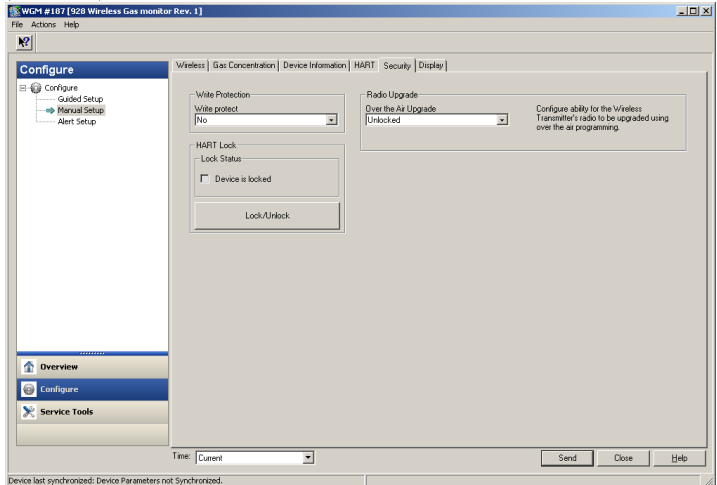 WGM #187 [928 Wireless Gas monitor Rev. 1]
File Actions Help
Configure
Configure
Guided Setup
Manual Setup
Alert Setup
Overview
Configure
Service Tools
Wireless Gas Concentration Device Information HART Security Display
Write Protection
Write protect
No
HART Lock
Lock Status
Device is locked
Lock/Unlock
Radio Upgrade
Over the Air Upgrade
Unlocked
Configure ability for the Wireless
Transmitter's radio to be upgraded using
over the air programming.
Time: Current
Send Close Help
Device last synchronized: Device Parameters not Synchronized.